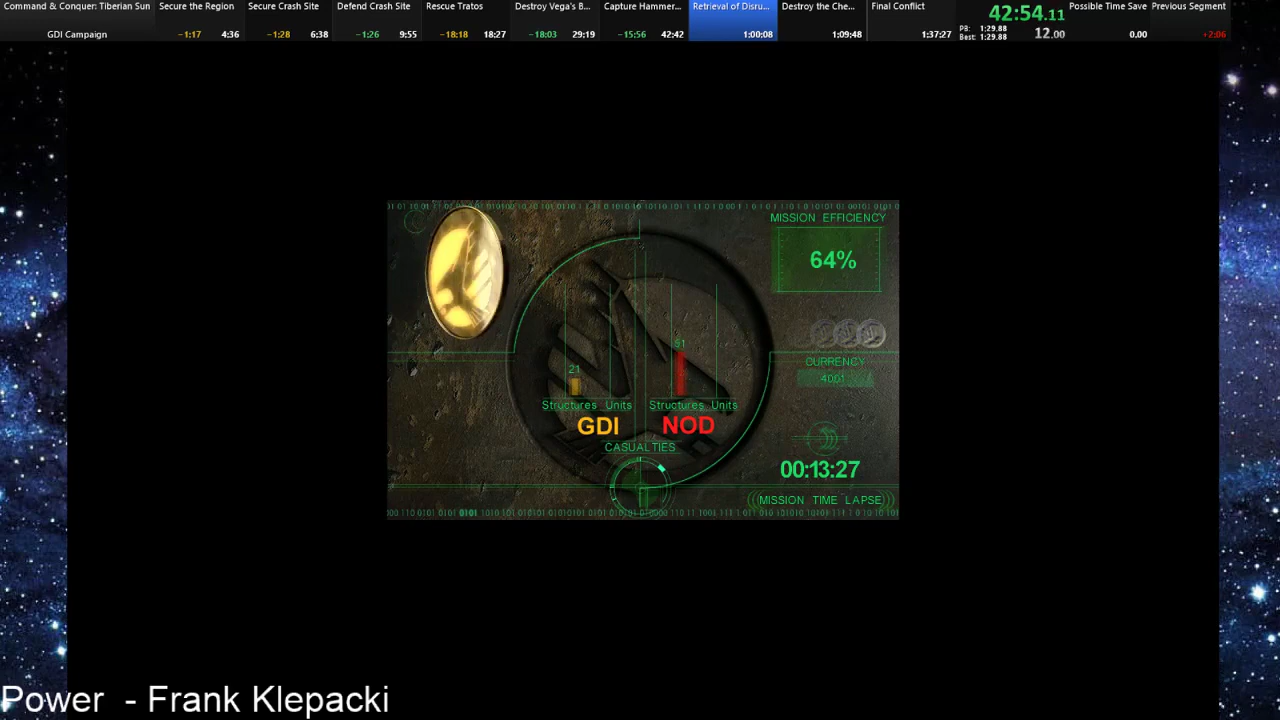 Command & Conquer: Tiberian Sun
GDI Campaign
Secure the Region
−1:17 4:36
Secure Crash Site
−1:28 6:38
Defend Crash Site
−1:26 9:55
Rescue Tratos
−18:18 18:27
Destroy Vega's B...
−18:03 29:19
Capture Hammer...
−15:56 42:42
Retrieval of Disru...
1:00:08
Destroy the Che...
1:09:48
Final Conflict
1:37:27
42:54.11
PB: 1:29.88
Best: 1:29.88
12.00
Possible Time Save
0.00
Previous Segment
+2:06
MISSION EFFICIENCY
64%
CURRENCY
4001
21
51
Structures Units
Structures Units
GDI
NOD
CASUALTIES
00:13:27
MISSION TIME LAPSE
Power - Frank Klepacki